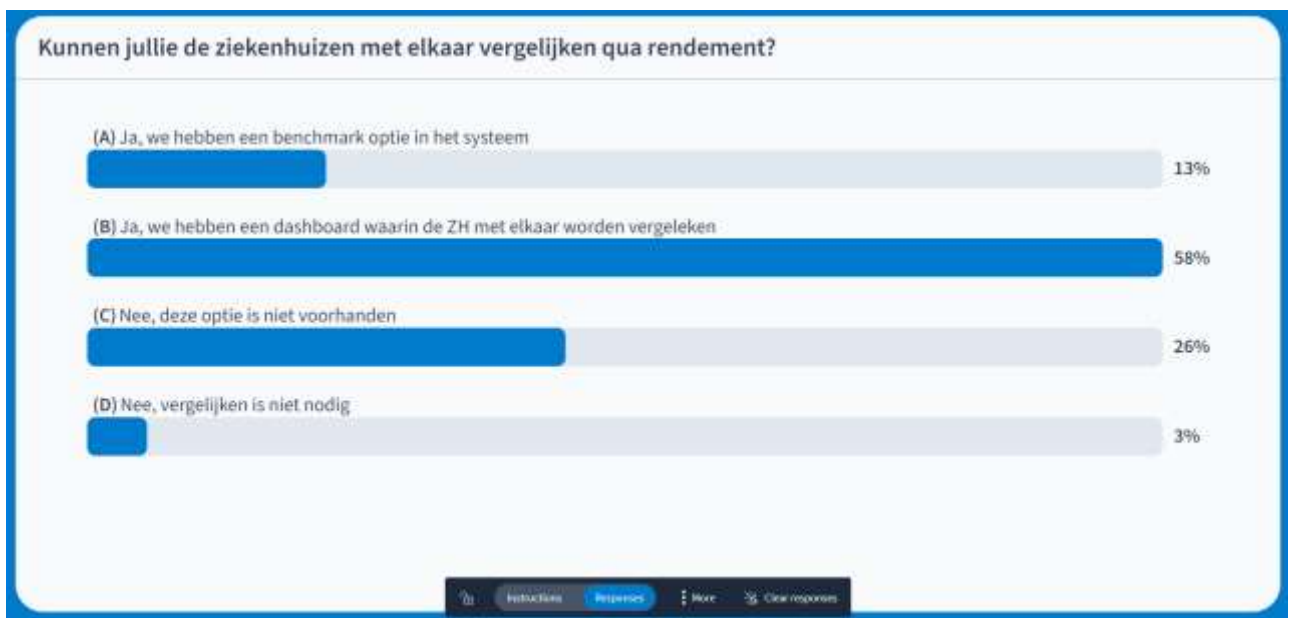 Kunnen jullie de ziekenhuizen met elkaar vergelijken qua rendement?
(A) Ja, we hebben een benchmark optie in het systeem
13%
(B) Ja, we hebben een dashboard waarin de ZH met elkaar worden vergeleken
58%
(C) Nee, deze optie is niet voorhanden
26%
(D) Nee, vergelijken is niet nodig
3%
Instructions Responses More Clear responses